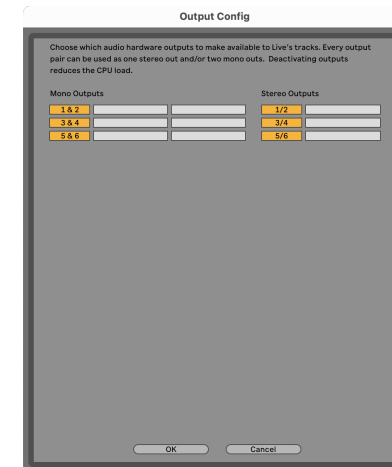 Output Config
Choose which audio hardware outputs to make available to Live's tracks. Every output
pair can be used as one stereo out and/or two mono outs.  Deactivating outputs
reduces the CPU load.
Mono Outputs Stereo Outputs
1 & 2 1/2
3 & 4 3/4
5 & 6 5/6
OK Cancel